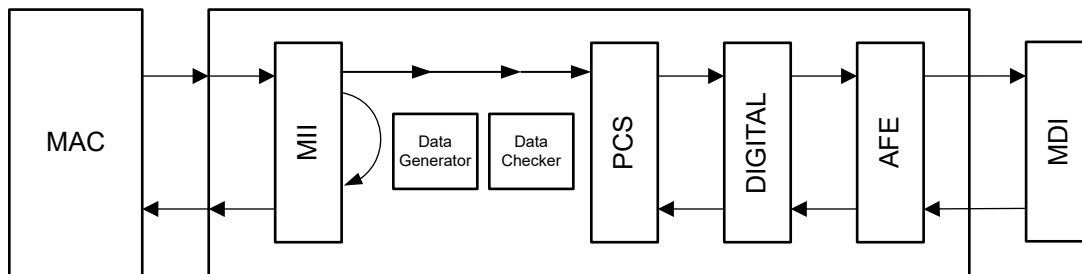 MAC
MII
Data
Generator
Data
Checker
PCS
DIGITAL
AFE
MDI